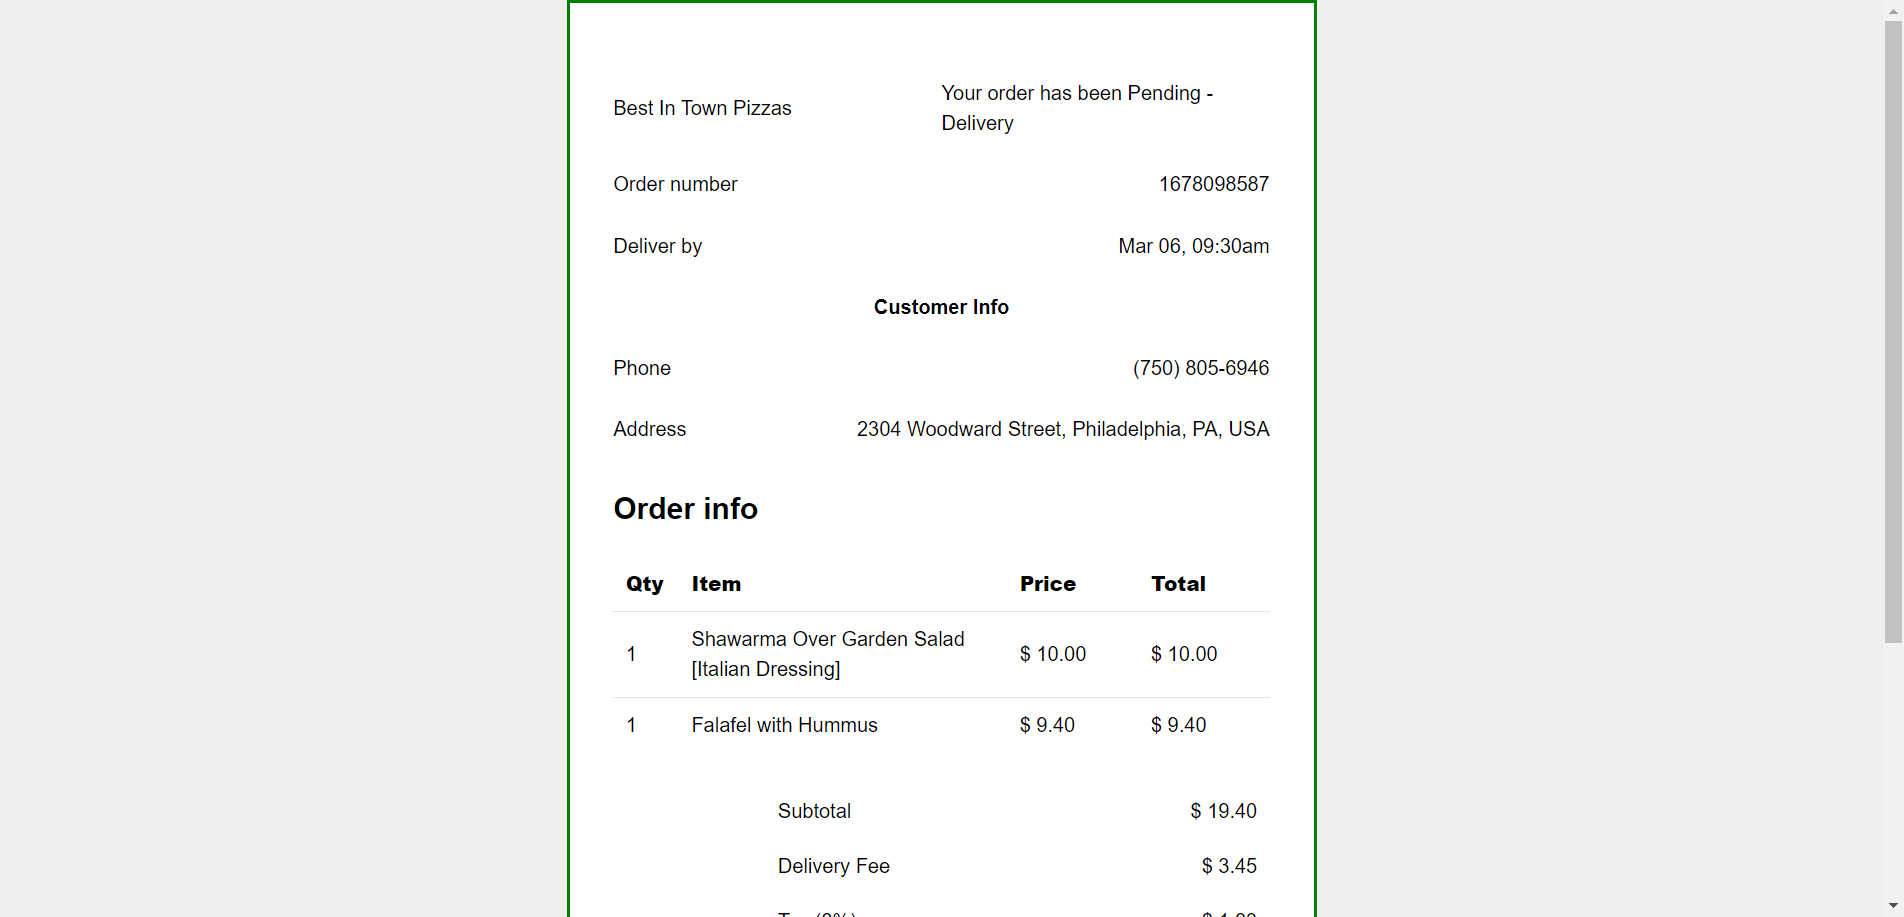 Best In Town Pizzas
Your order has been Pending -
Delivery
Order number 1678098587
Deliver by Mar 06, 09:30am
Customer Info
Phone (750) 805-6946
Address 2304 Woodward Street, Philadelphia, PA, USA
Order info
Qty Item Price Total
1 Shawarma Over Garden Salad [Italian Dressing] $ 10.00 $ 10.00
1 Falafel with Hummus $ 9.40 $ 9.40
Subtotal $ 19.40
Delivery Fee $ 3.45